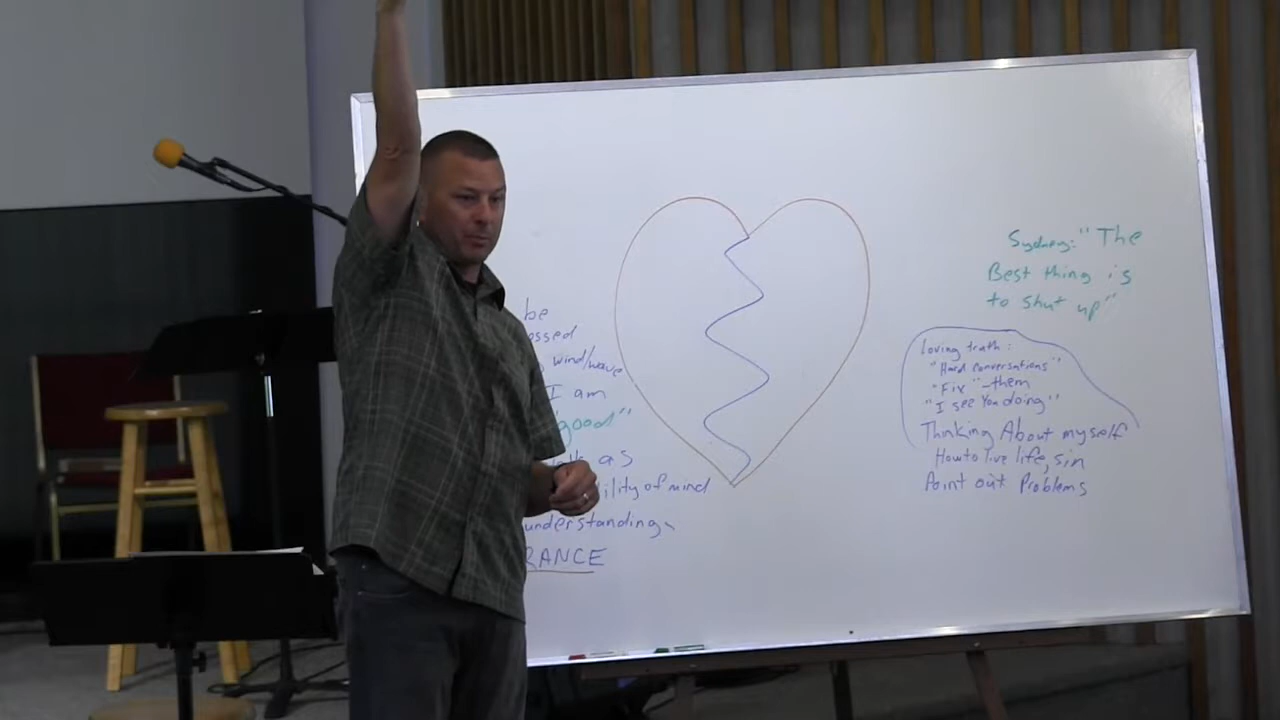 be
ossed
wind/wave
I am
"good"
as
ility of mind
understanding,
RANCE
Sydney: "The
Best thing is
to shut up"
Loving truth:
"Hard conversations"
"Fix"-them
"I see You doing"
Thinking About myself
How to live life, sin
Point out Problems